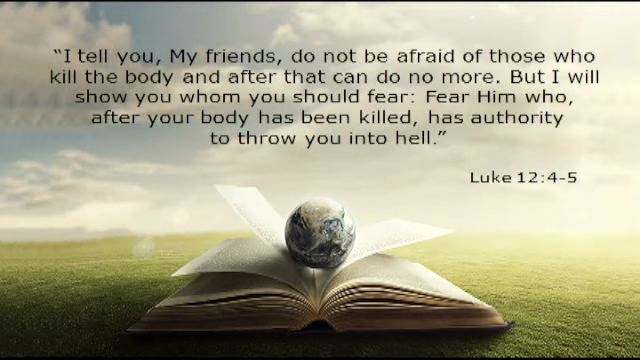 “I tell you, My friends, do not be afraid of those who
kill the body and after that can do no more. But I will
show you whom you should fear: Fear Him who,
after your body has been killed, has authority
to throw you into hell.”
Luke 12:4-5